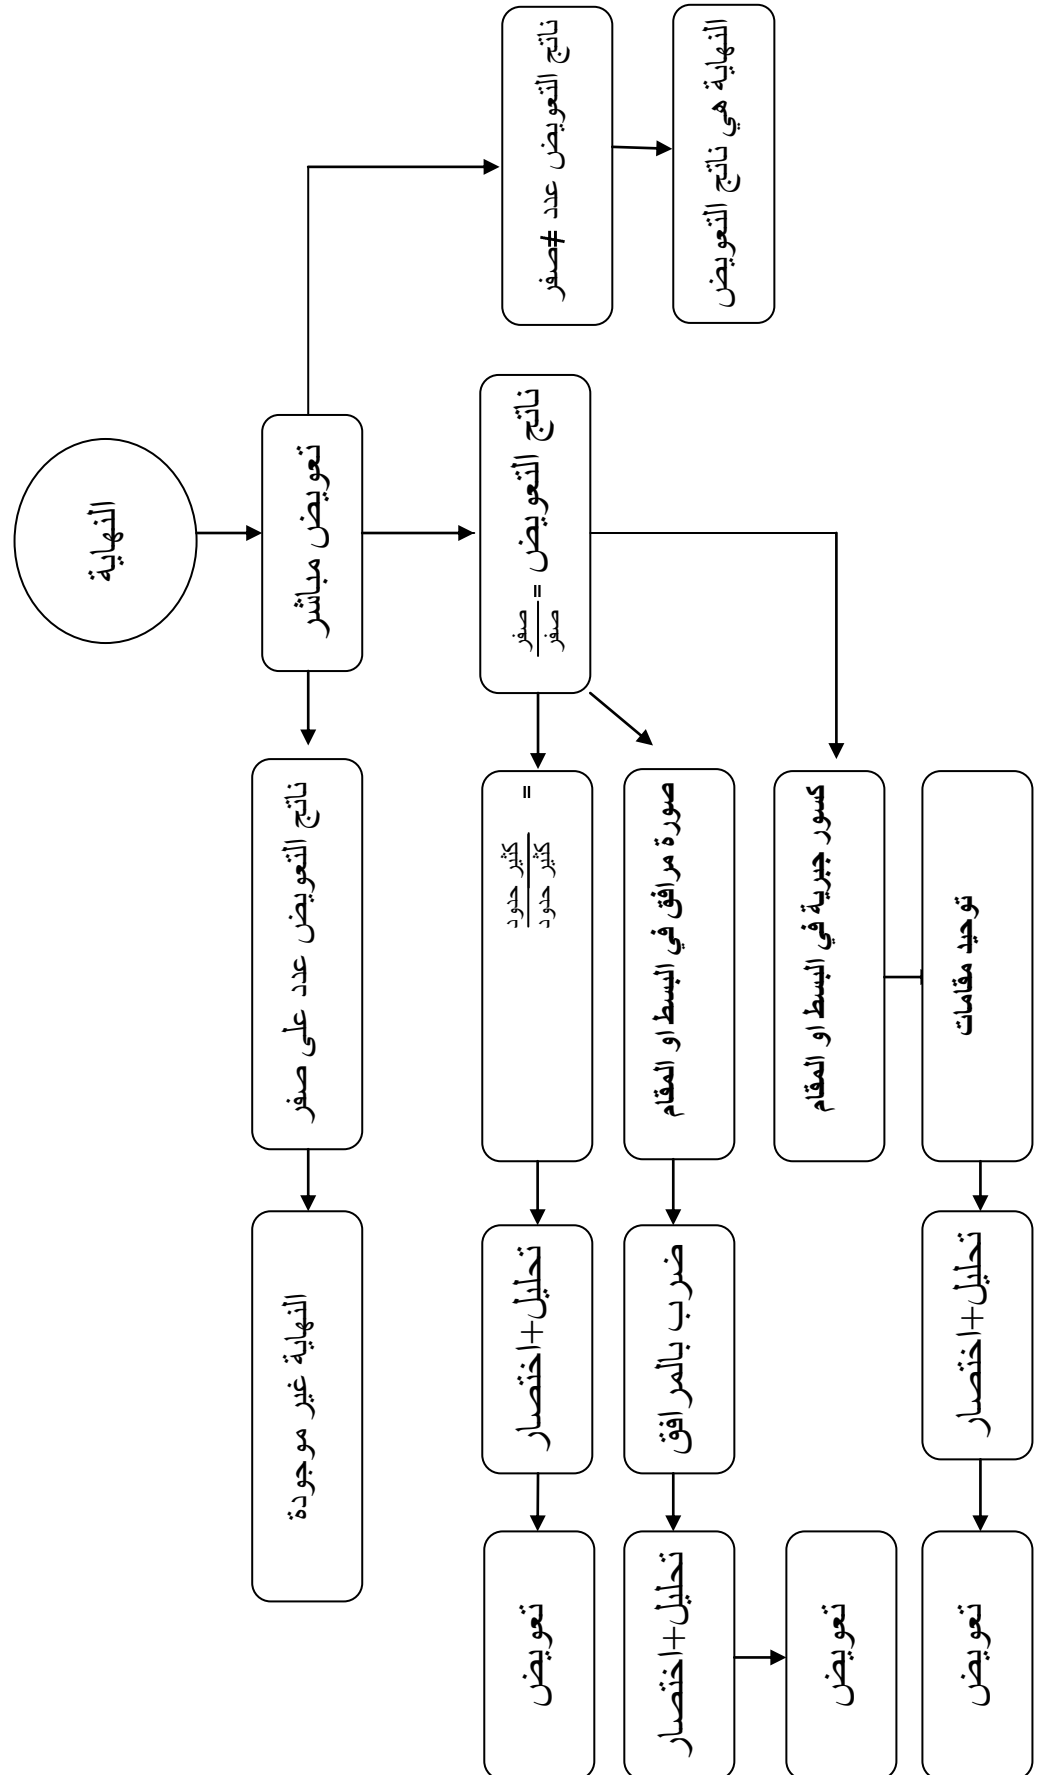 النهاية
تعويض مباشر
ناتج التعويض عدد ≠صفر
النهاية هي ناتج التعويض
ناتج التعويض = صفر/صفر
= كثير حدود/كثير حدود
تحليل+اختصار
تعويض
صورة مرافق في البسط او المقام
ضرب بالمرافق
تحليل+اختصار
تعويض
كسور جبرية في البسط او المقام
توحيد مقامات
تحليل+اختصار
تعويض
ناتج التعويض عدد على صفر
النهاية غير موجودة